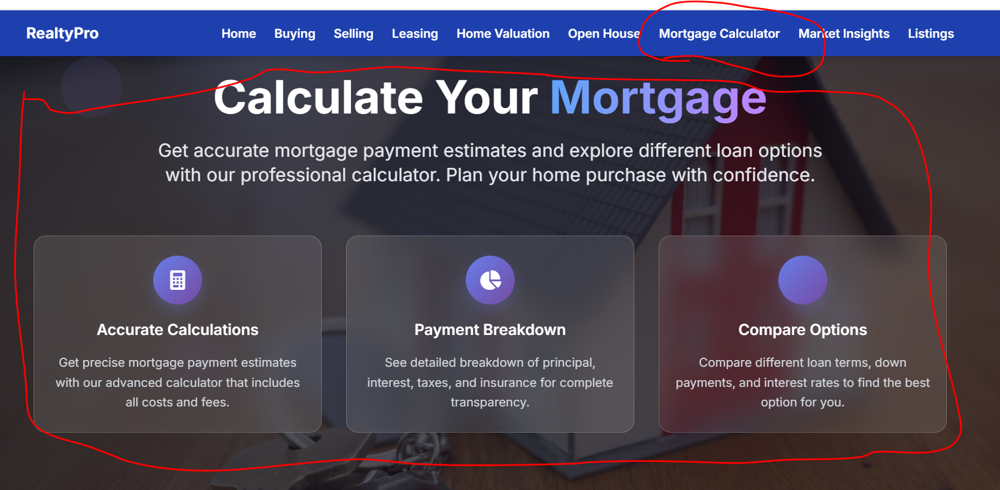 RealtyPro Home Buying Selling Leasing Home Valuation Open House Mortgage Calculator Market Insights Listings
Calculate Your Mortgage
Get accurate mortgage payment estimates and explore different loan options
with our professional calculator. Plan your home purchase with confidence.
Accurate Calculations
Get precise mortgage payment estimates
with our advanced calculator that includes
all costs and fees.
Payment Breakdown
See detailed breakdown of principal,
interest, taxes, and insurance for complete
transparency.
Compare Options
Compare different loan terms, down
payments, and interest rates to find the best
option for you.